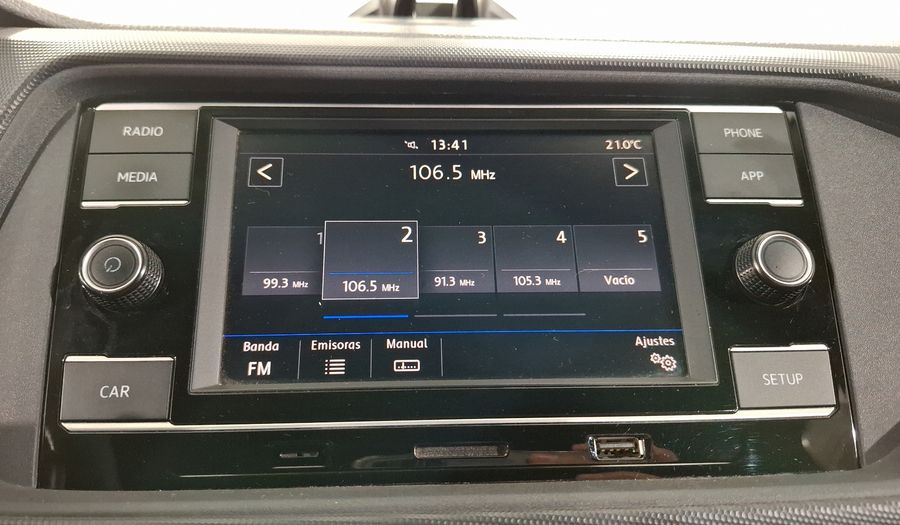 RADIO
MEDIA
CAR
13:41
21.0°C
<
106.5 MHz
>
1
99.3 MHz
2
106.5 MHz
3
91.3 MHz
4
105.3 MHz
5
Vacío
Banda
FM
Emisoras
Manual
Ajustes
PHONE
APP
SETUP